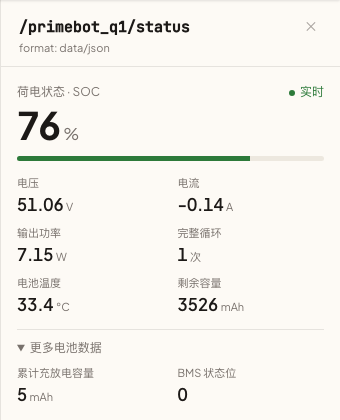 /primebot_q1/status ×
format: data/json
荷电状态 · SOC ● 实时
76 %
电压 电流
51.06 V -0.14 A
输出功率 完整循环
7.15 W 1 次
电池温度 剩余容量
33.4 °C 3526 mAh
▼ 更多电池数据
累计充放电容量 BMS 状态位
5 mAh 0